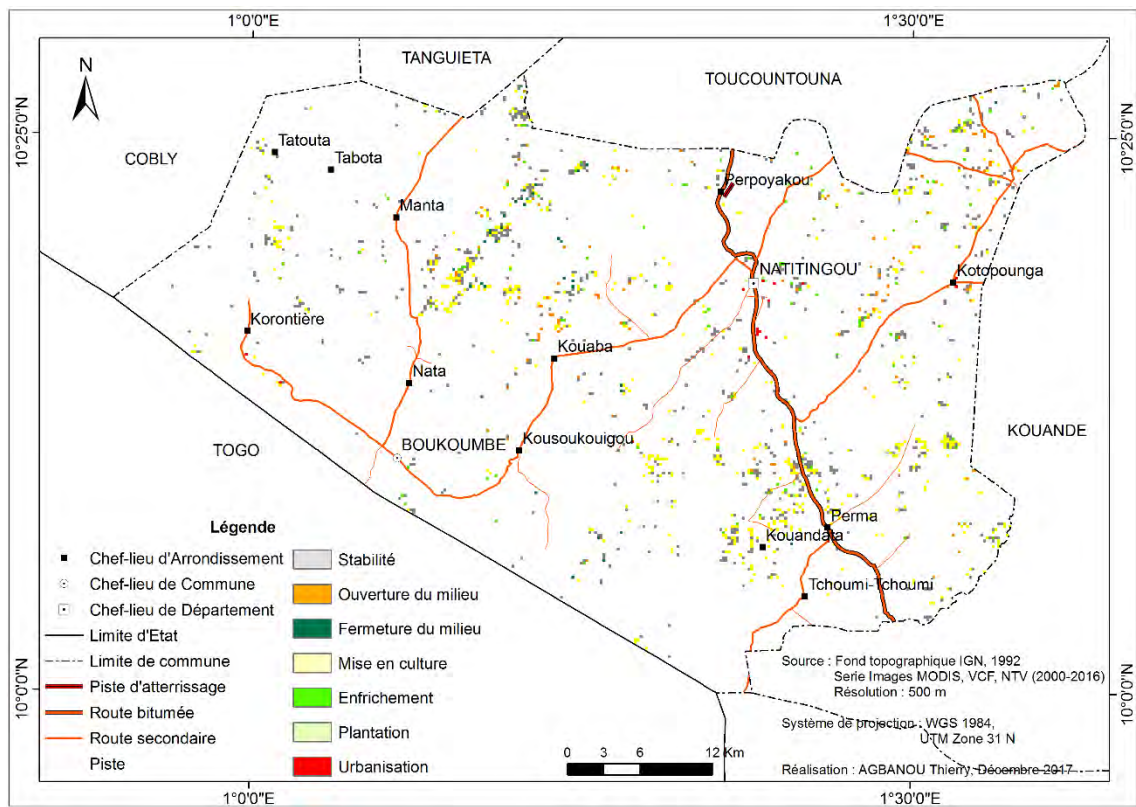 1°0'0"E
1°30'0"E
N
TANGUIETA
TOUCOUNTOUNA
10°25'0"N
10°25'0"N
COBLY
Tatouta
Tabota
Perpoyakou
Manta
NATITINGOU
Kotopounga
Korontière
Kouaba
Nata
TOGO
BOUKOUMBE
Kousoukouigou
KOUANDE
Perma
Kouandata
Tchoumi-Tchoumi
Légende
Chef-lieu d'Arrondissement
Chef-lieu de Commune
Chef-lieu de Département
Limite d'Etat
Limite de commune
Piste d'atterrissage
Route bitumée
Route secondaire
Piste
Stabilité
Ouverture du milieu
Fermeture du milieu
Mise en culture
Enfrichement
Plantation
Urbanisation
Source : Fond topographique IGN, 1992
Serie Images MODIS, VCF, NTV (2000-2016)
Résolution : 500 m
Système de projection : WGS 1984,
UTM Zone 31 N
Réalisation : AGBANOU Thierry, Décembre 2017
0 3 6 12 Km
10°0'0"N
10°0'0"N
1°0'0"E
1°30'0"E